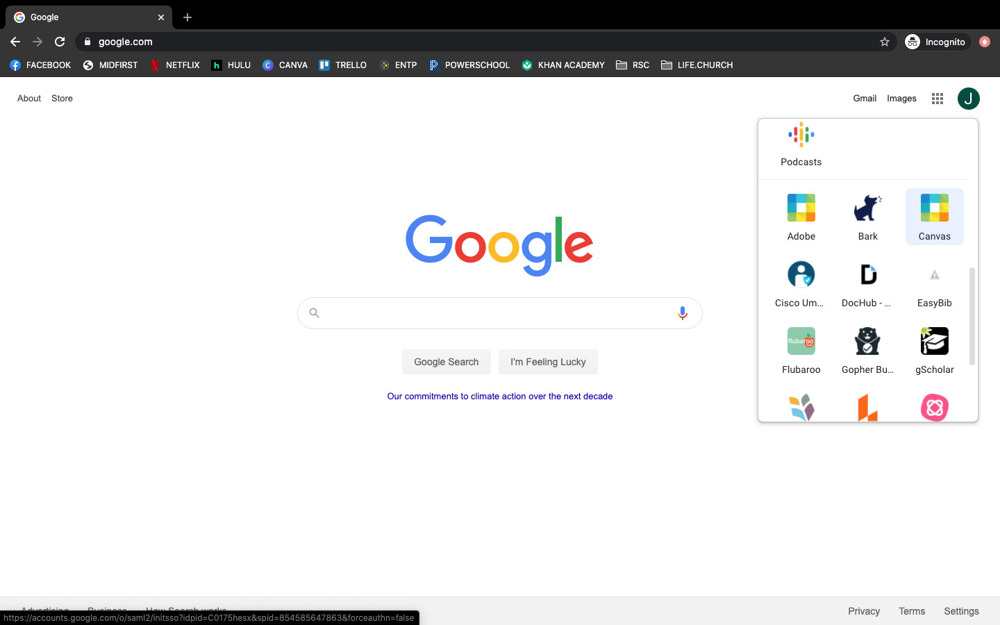 Google
google.com
Incognito
FACEBOOK MIDFIRST NETFLIX HULU CANVA TRELLO ENTP POWERSCHOOL KHAN ACADEMY RSC LIFE.CHURCH
About Store
Gmail Images J
Podcasts
Adobe Bark Canvas
Cisco Um... DocHub - ... EasyBib
flubaroo
Flubaroo Gopher Bu... gScholar
Google
Google Search I'm Feeling Lucky
Our commitments to climate action over the next decade
Advertising Business How Search works
Privacy Terms Settings
https://accounts.google.com/o/saml2/initsso?idpid=C0175hesx&spid=854585647863&forceauthn=false